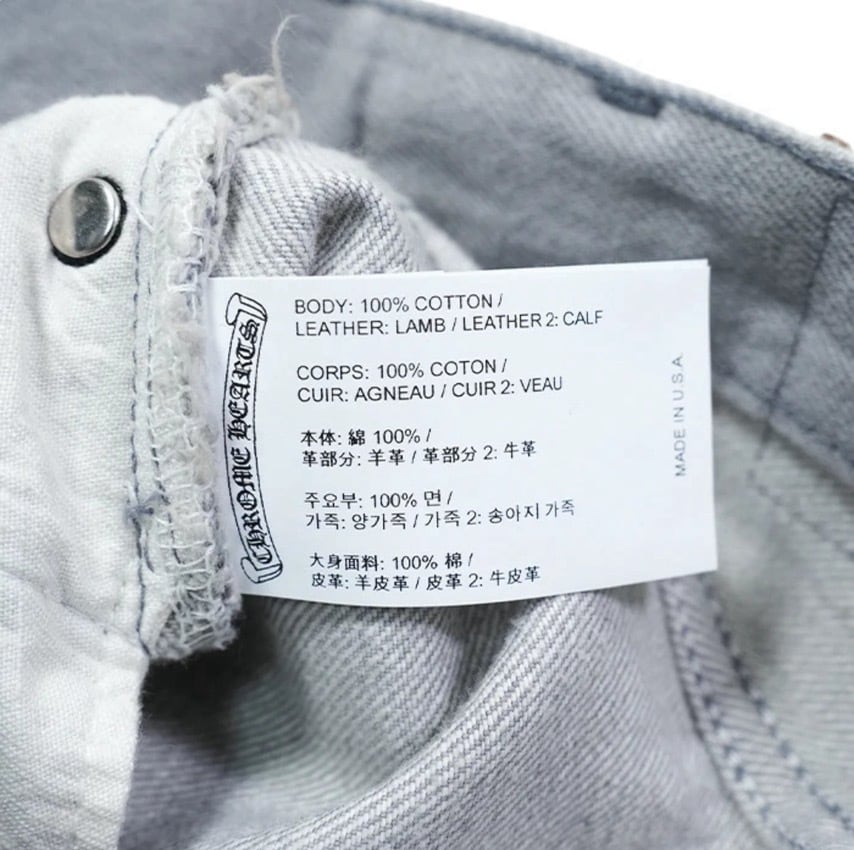 CHROME HEARTS
BODY: 100% COTTON /
LEATHER: LAMB / LEATHER 2: CALF
CORPS: 100% COTON /
CUIR: AGNEAU / CUIR 2: VEAU
本体: 綿 100% /
革部分: 羊革 / 革部分 2: 牛革
주요부: 100% 면 /
가죽: 양가죽 / 가죽 2: 송아지 가죽
大身面料: 100% 棉 /
皮革: 羊皮革 / 皮革 2: 牛皮革
MADE IN U.S.A.